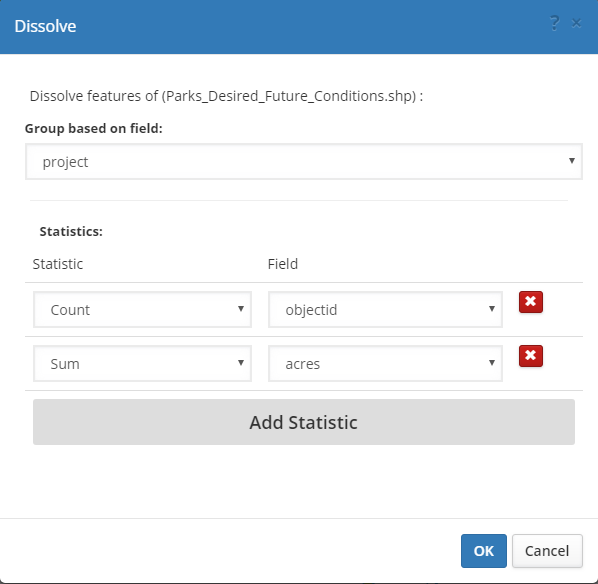 Dissolve ? ×
Dissolve features of (Parks_Desired_Future_Conditions.shp) :
Group based on field:
project
Statistics:
Statistic Field
Count objectid
Sum acres
Add Statistic
OK Cancel